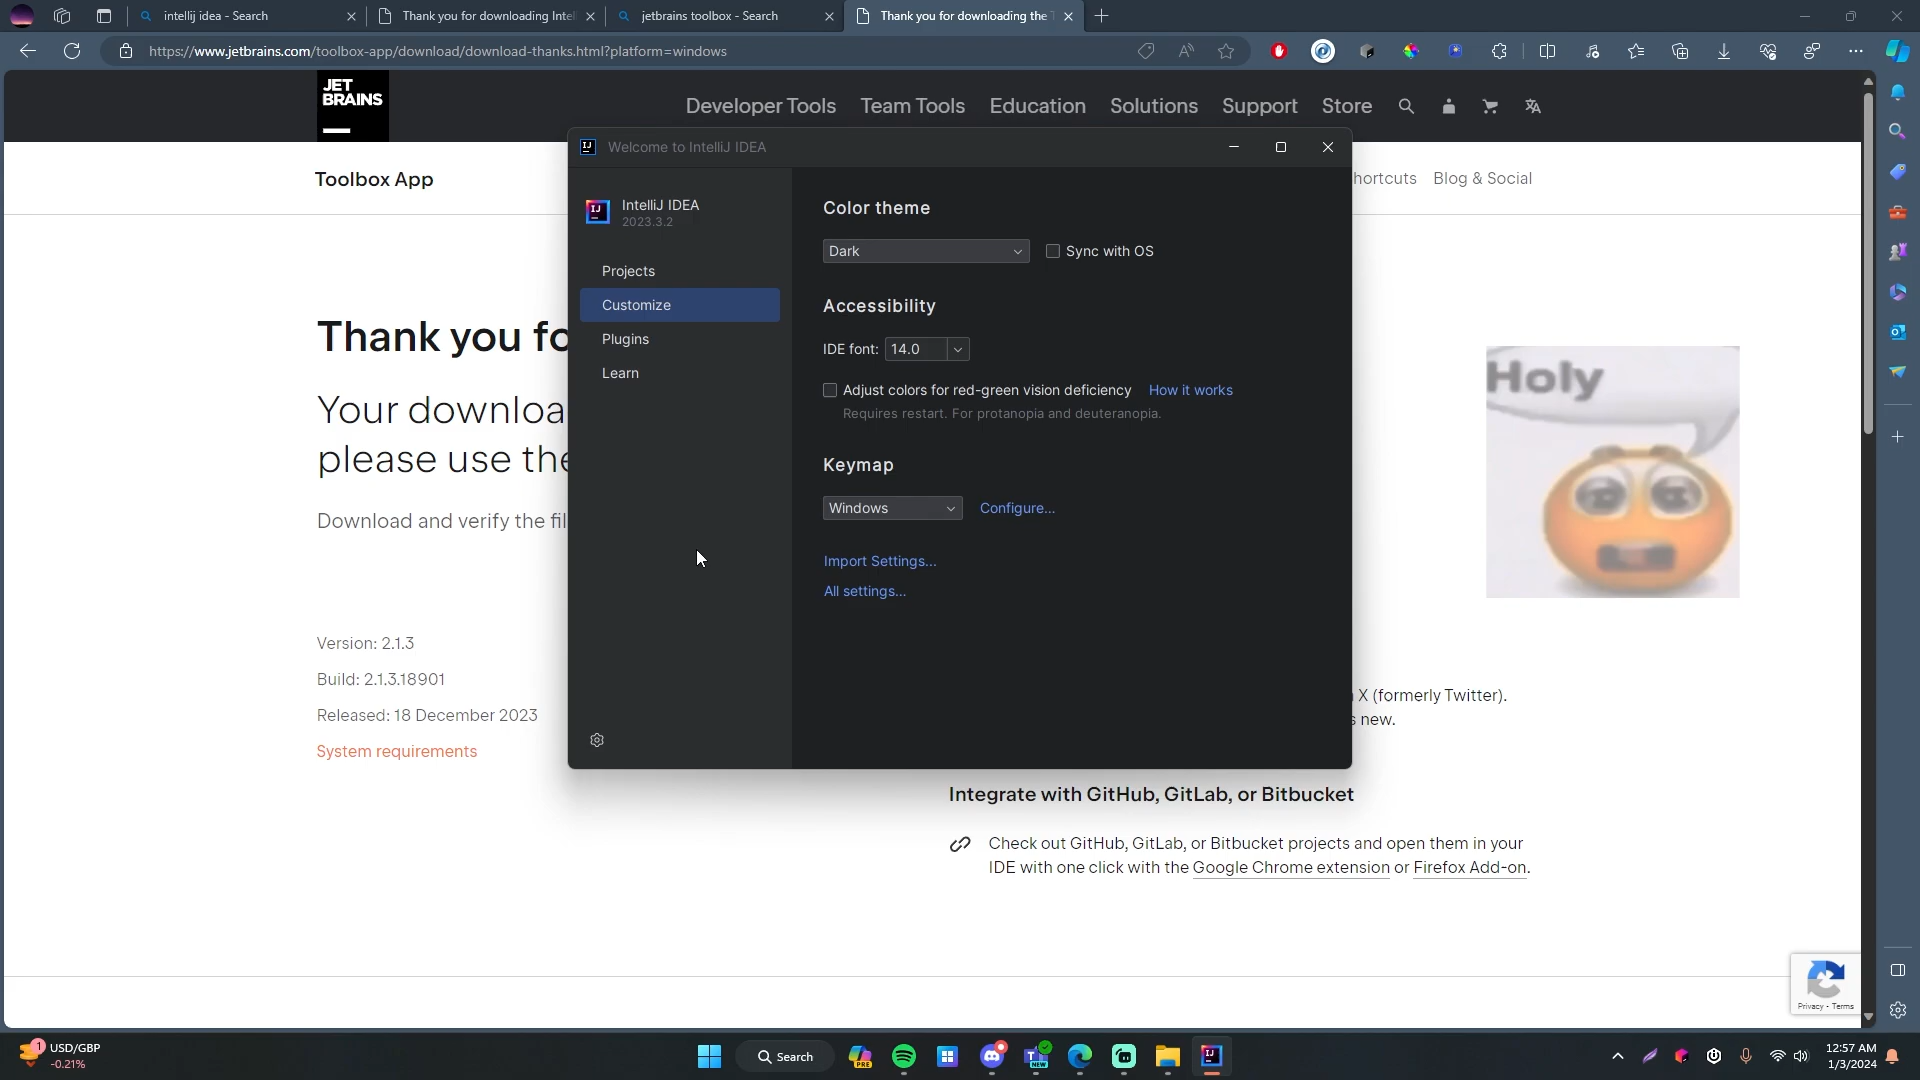 intellij idea - Search
Thank you for downloading Intel
jetbrains toolbox - Search
Thank you for downloading the T
https://www.jetbrains.com/toolbox-app/download/download-thanks.html?platform=windows
JET
BRAINS
Developer Tools
Team Tools
Education
Solutions
Support
Store
IJ
Welcome to IntelliJ IDEA
Toolbox App
hortcuts
Blog & Social
IJ
IntelliJ IDEA
2023.3.2
Projects
Customize
Plugins
Learn
Color theme
Dark
Sync with OS
Accessibility
IDE font: 14.0
Adjust colors for red-green vision deficiency
How it works
Requires restart. For protanopia and deuteranopia.
Keymap
Windows
Configure...
Import Settings...
All settings...
Thank you fo
Your downloa
please use the
Download and verify the fil
Holy
Version: 2.1.3
Build: 2.1.3.18901
Released: 18 December 2023
System requirements
X (formerly Twitter).
s new.
Integrate with GitHub, GitLab, or Bitbucket
Check out GitHub, GitLab, or Bitbucket projects and open them in your
IDE with one click with the Google Chrome extension or Firefox Add-on.
Privacy - Terms
1
USD/GBP
-0.21%
Search
PRE
NEW
IJ
12:57 AM
1/3/2024